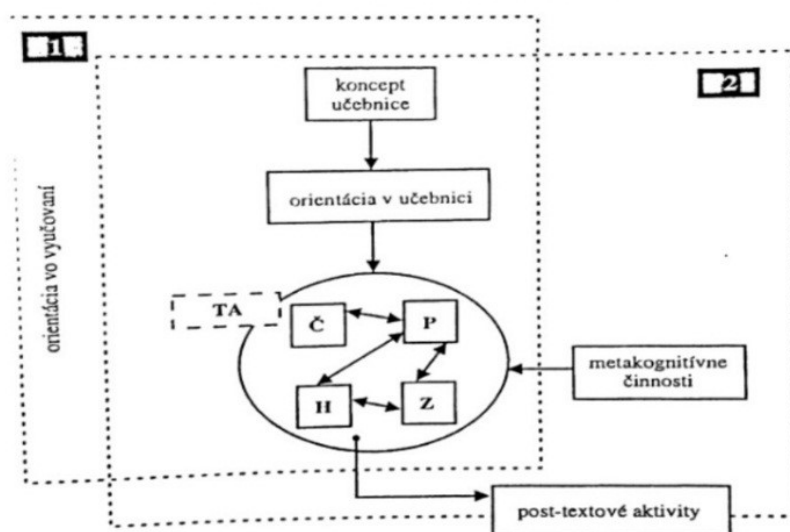 1
koncept
učebnice
2
orientácia v učebnici
orientácia vo vyučovaní
TA
Č
P
metakognitívne
činnosti
H
Z
post-textové aktivity